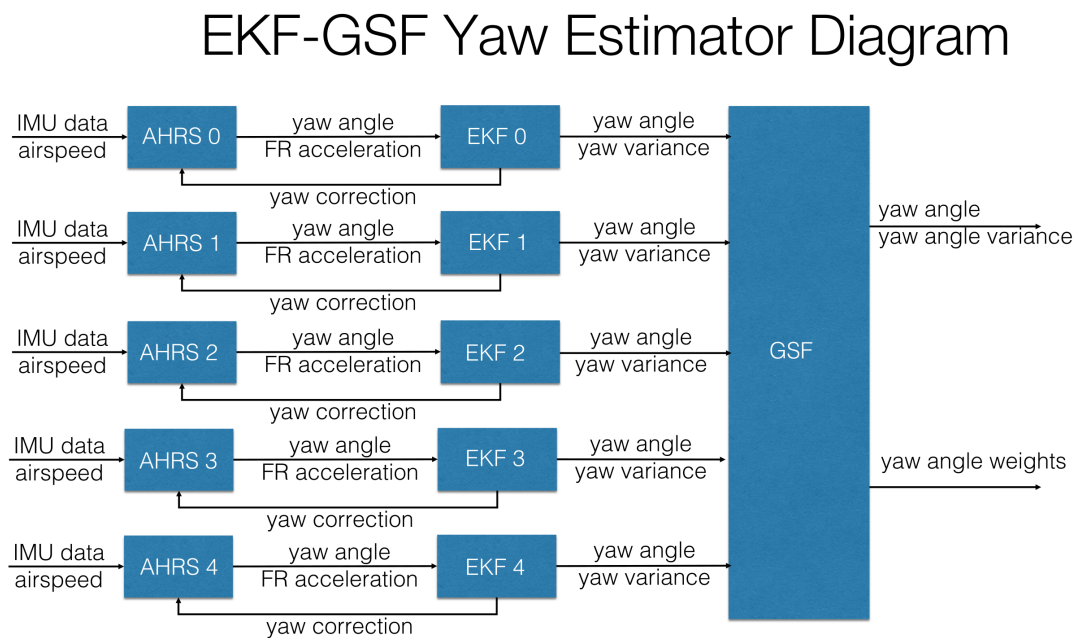 EKF-GSF Yaw Estimator Diagram
IMU data
airspeed
AHRS 0
yaw angle
FR acceleration
EKF 0
yaw angle
yaw variance
yaw correction
IMU data
airspeed
AHRS 1
yaw angle
FR acceleration
EKF 1
yaw angle
yaw variance
yaw correction
IMU data
airspeed
AHRS 2
yaw angle
FR acceleration
EKF 2
yaw angle
yaw variance
yaw correction
IMU data
airspeed
AHRS 3
yaw angle
FR acceleration
EKF 3
yaw angle
yaw variance
yaw correction
IMU data
airspeed
AHRS 4
yaw angle
FR acceleration
EKF 4
yaw angle
yaw variance
yaw correction
GSF
yaw angle
yaw angle variance
yaw angle weights